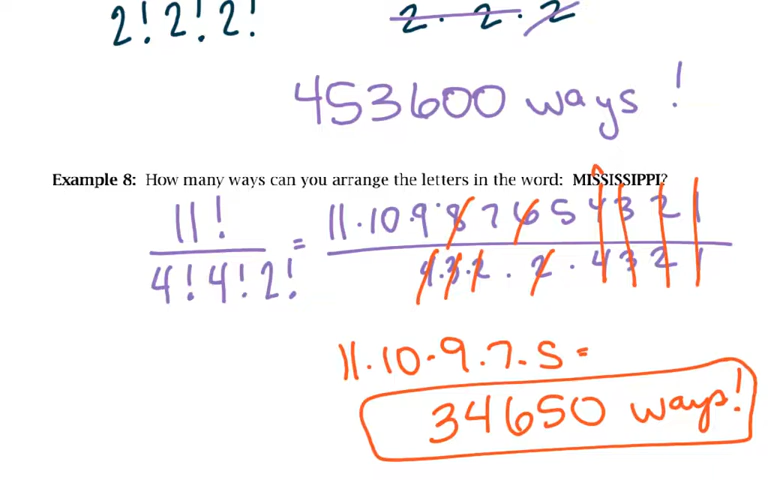 2! 2! 2!
2 · 2 · 2
453600 ways !
Example 8: How many ways can you arrange the letters in the word: MISSISSIPPI?
11! / 4! 4! 2! = 11 · 10 · 9 · 8 7 6 5 4 3 2 1 / 4 · 3 · 2 · 2 · 4 3 2 1
11 · 10 · 9 · 7 · 5 =
34650 ways!